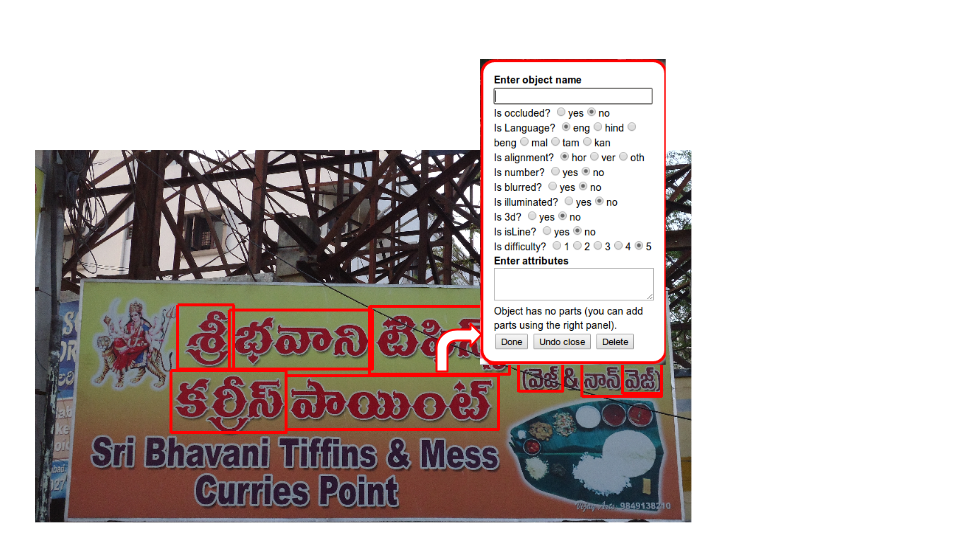 Enter object name
Is occluded? yes no
Is Language? eng hind
beng mal tam kan
Is alignment? hor ver oth
Is number? yes no
Is blurred? yes no
Is illuminated? yes no
Is 3d? yes no
Is isLine? yes no
Is difficulty? 1 2 3 4 5
Enter attributes
Object has no parts (you can add
parts using the right panel).
Done Undo close Delete
శ్రీభవాని
(వెజ్ & నాన్ వెజ్)
కర్రీస్ పాయింట్
Sri Bhavani Tiffins & Mess
Curries Point
9849138210